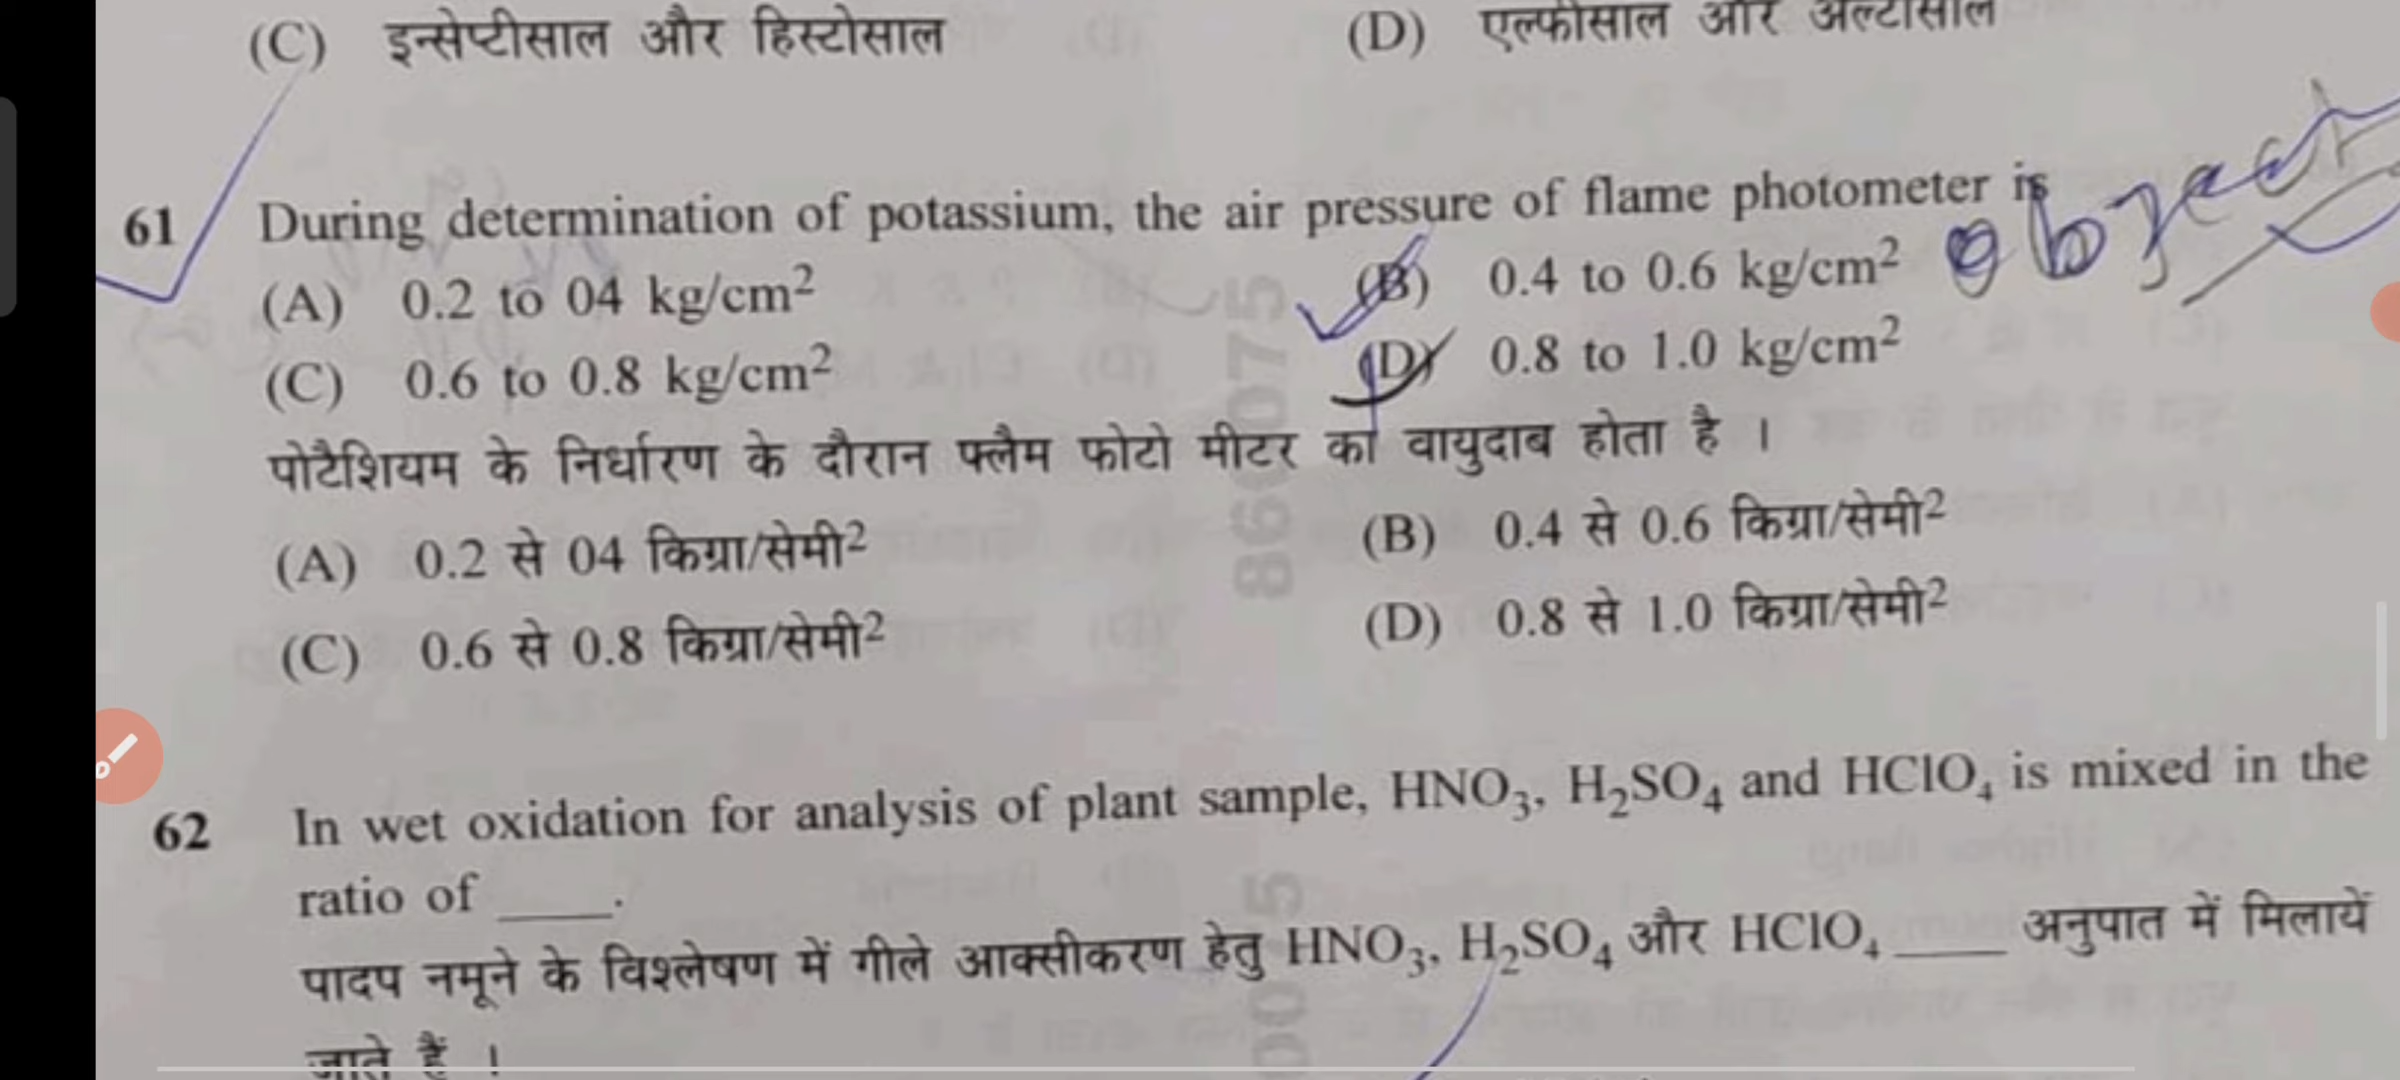 (C) इन्सेप्टीसाल और हिस्टोसाल (D) एल्फीसाल और अल्टीसोल
61 During determination of potassium, the air pressure of flame photometer is
(A) 0.2 to 04 kg/cm² (B) 0.4 to 0.6 kg/cm²
(C) 0.6 to 0.8 kg/cm² (D) 0.8 to 1.0 kg/cm²
पोटैशियम के निर्धारण के दौरान फ्लैम फोटो मीटर का वायुदाब होता है ।
(A) 0.2 से 04 किग्रा/सेमी² (B) 0.4 से 0.6 किग्रा/सेमी²
(C) 0.6 से 0.8 किग्रा/सेमी² (D) 0.8 से 1.0 किग्रा/सेमी²
62 In wet oxidation for analysis of plant sample, HNO₃, H₂SO₄ and HClO₄ is mixed in the
ratio of ____.
पादप नमूने के विश्लेषण में गीले आक्सीकरण हेतु HNO₃, H₂SO₄ और HClO₄ ____ अनुपात में मिलायें
जाते हैं ।